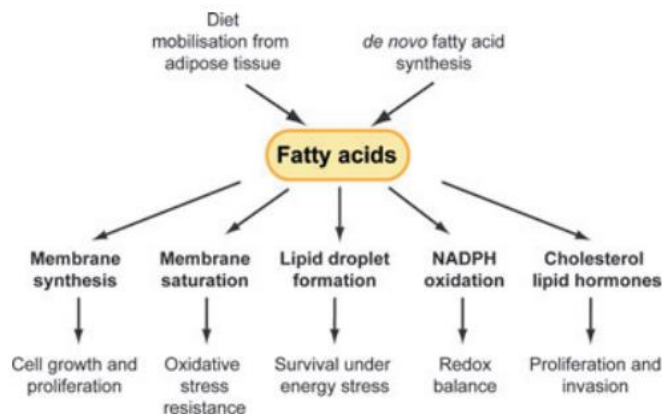 Diet
mobilisation from
adipose tissue
de novo fatty acid
synthesis
Fatty acids
Membrane
synthesis
Membrane
saturation
Lipid droplet
formation
NADPH
oxidation
Cholesterol
lipid hormones
Cell growth and
proliferation
Oxidative
stress
resistance
Survival under
energy stress
Redox
balance
Proliferation and
invasion